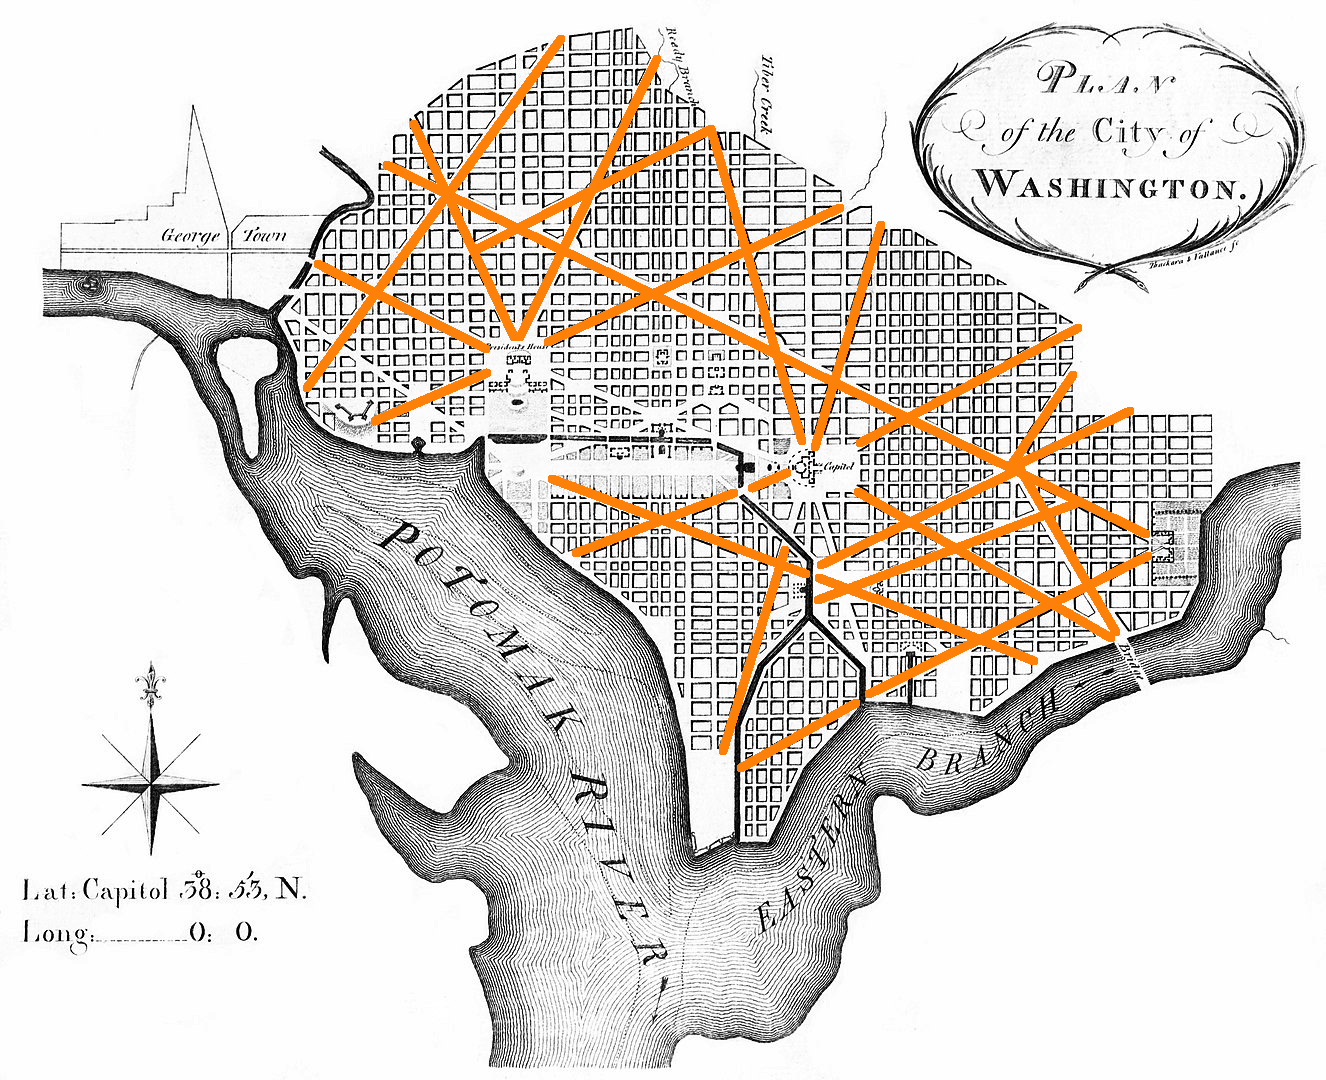 PLAN
of the City of
WASHINGTON.
Thackara & Vallance sc
Reedy Branch
Tiber Creek
George Town
Presidents House
Capitol
POTOMAK RIVER
EASTERN BRANCH
Bridge
Lat: Capitol 38: 53, N.
Long: 0: 0.